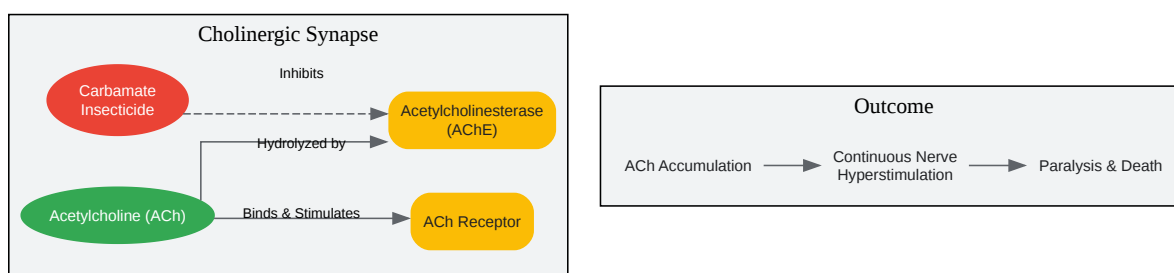 Cholinergic Synapse
Inhibits
Carbamate
Insecticide
Acetylcholinesterase
(AChE)
Hydrolyzed by
Acetylcholine (ACh)
Binds & Stimulates
ACh Receptor
Outcome
ACh Accumulation
Continuous Nerve
Hyperstimulation
Paralysis & Death